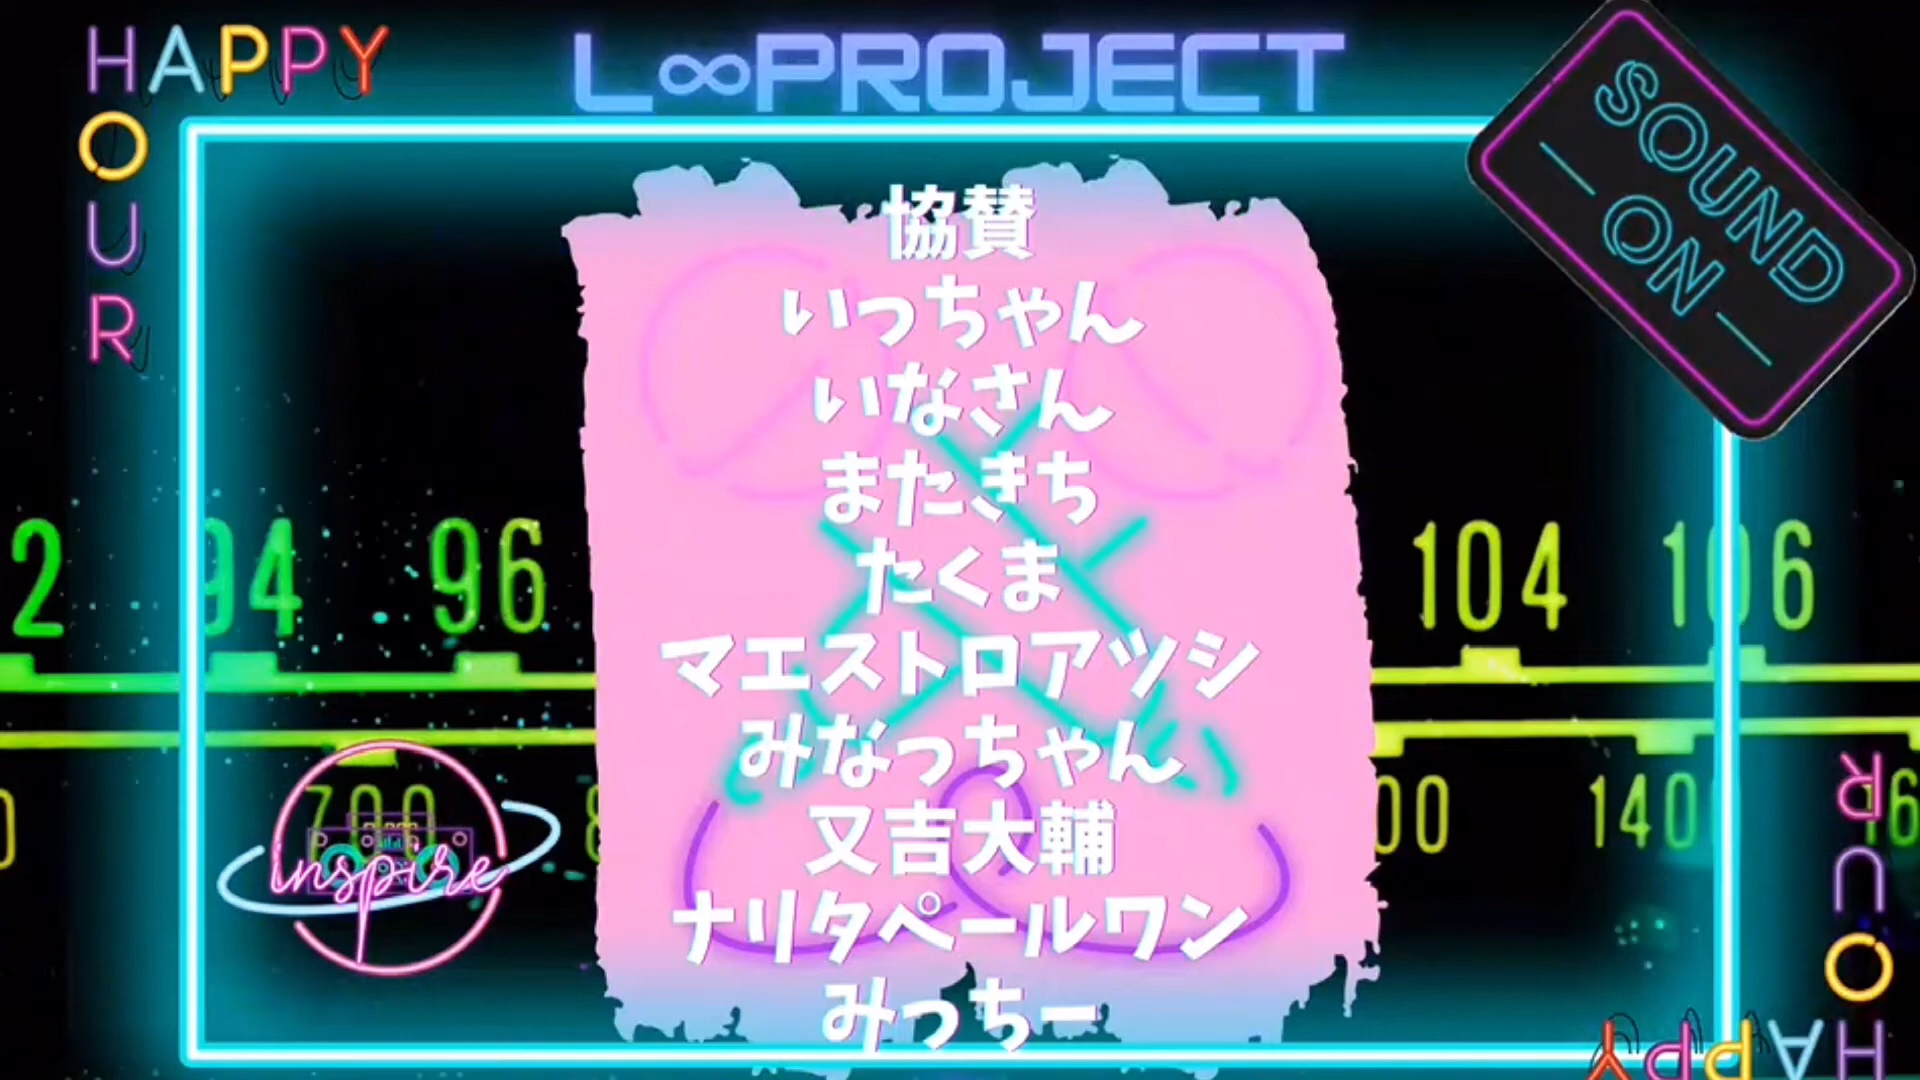 HAPPY
HOUR
L∞PROJECT
SOUND
ON
協賛
いっちゃん
いなさん
またきち
たくま
マエストロアツシ
みなっちゃん
又吉大輔
ナリタペールワン
みっちー
94
96
104
106
700
140
inspire
HAPPY
HOUR